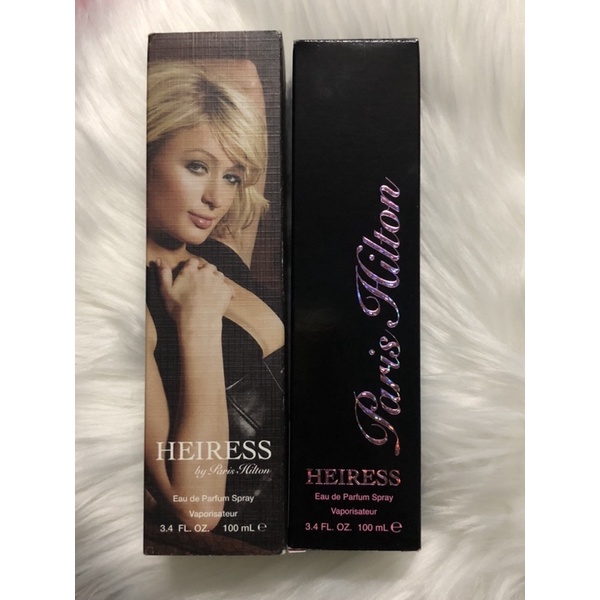 HEIRESS
by Paris Hilton
Eau de Parfum Spray
Vaporisateur
3.4 FL. OZ. 100 mL ℮
Paris Hilton
HEIRESS
Eau de Parfum Spray
Vaporisateur
3.4 FL. OZ. 100 mL ℮